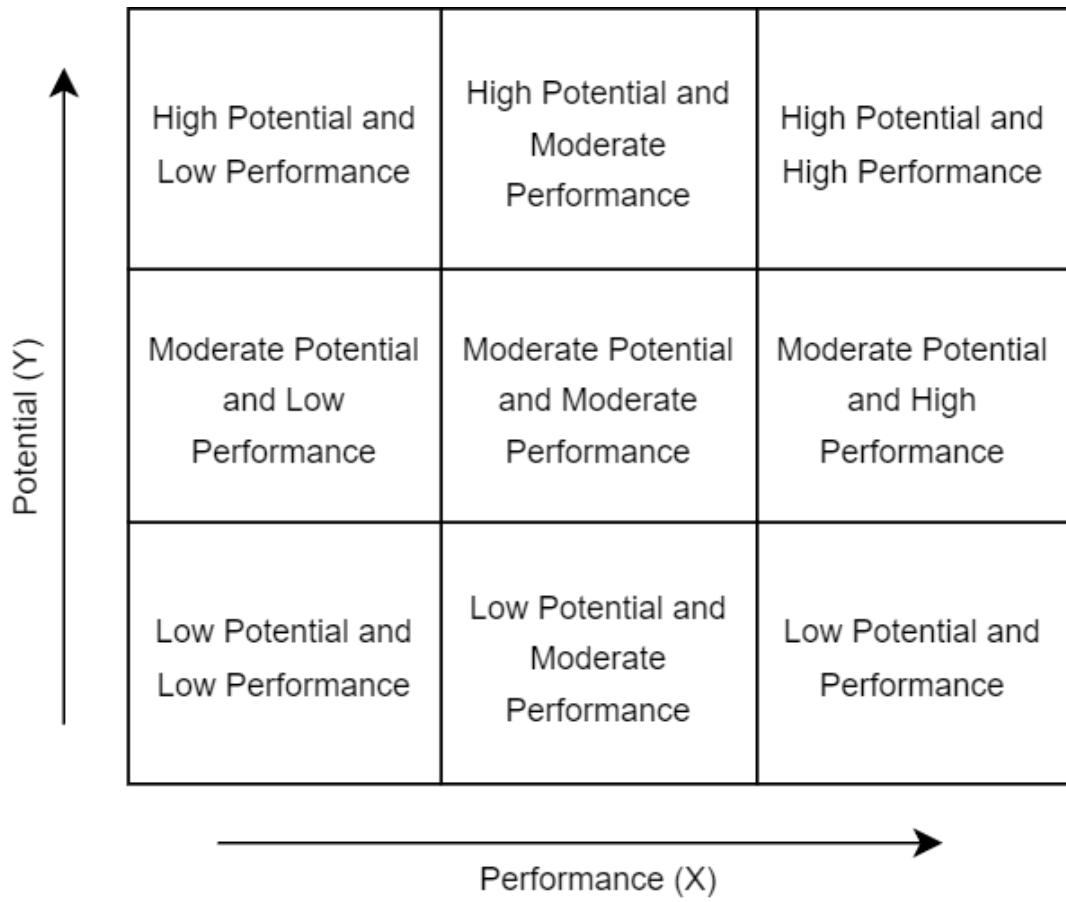 High Potential and
Low Performance
High Potential and
Moderate
Performance
High Potential and
High Performance
Moderate Potential
and Low
Performance
Moderate Potential
and Moderate
Performance
Moderate Potential
and High
Performance
Low Potential and
Low Performance
Low Potential and
Moderate
Performance
Low Potential and
Performance
Potential (Y)
Performance (X)